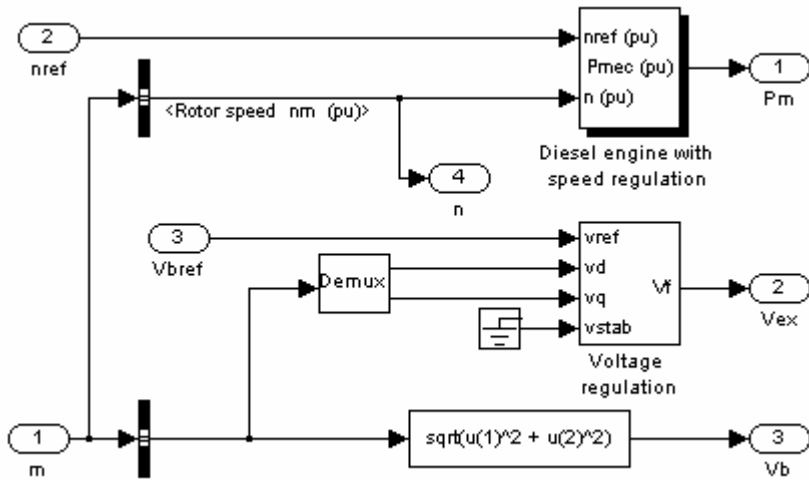 2
nref
nref (pu)
Pmec (pu)
n (pu)
1
Pm
<Rotor speed nm (pu)>
Diesel engine with
speed regulation
4
n
3
Vbref
Demux
vref
vd
vq
vstab
Vf
2
Vex
Voltage
regulation
1
m
sqrt(u(1)^2 + u(2)^2)
3
Vb